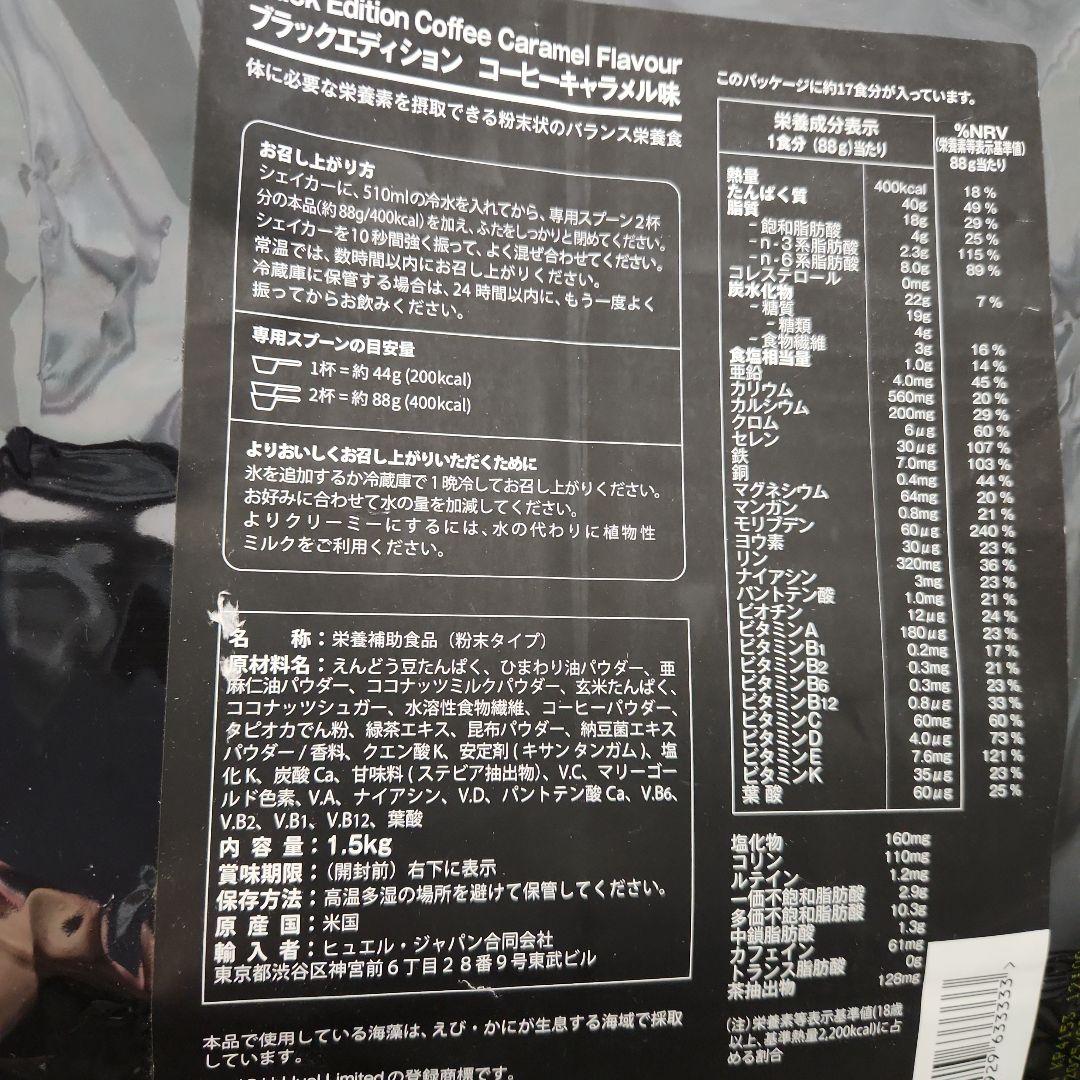 Edition Coffee Caramel Flavour
ブラックエディション コーヒーキャラメル味
体に必要な栄養素を摂取できる粉末状のバランス栄養食
お召し上がり方
シェイカーに、510mlの冷水を入れてから、専用スプーン2杯
分の本品(約88g/400kcal)を加え、ふたをしっかりと閉めてください。
シェイカーを10秒間強く振って、よく混ぜ合わせてください。
常温では、数時間以内にお召し上がりください。
冷蔵庫に保管する場合は、24時間以内に、もう一度よく
振ってからお飲みください。
専用スプーンの目安量
1杯=約 44g (200kcal)
2杯=約 88g (400kcal)
よりおいしくお召し上がりいただくために
氷を追加するか冷蔵庫で1晩冷してお召し上がりください。
お好みに合わせて水の量を加減してください。
よりクリーミーにするには、水の代わりに植物性
ミルクをご利用ください。
名 称：栄養補助食品（粉末タイプ）
原材料名：えんどう豆たんぱく、ひまわり油パウダー、亜
麻仁油パウダー、ココナッツミルクパウダー、玄米たんぱく、
ココナッツシュガー、水溶性食物繊維、コーヒーパウダー、
タピオカでん粉、緑茶エキス、昆布パウダー、納豆菌エキス
パウダー / 香料、クエン酸K、安定剤 ( キサン タンガム )、塩
化 K、炭酸 Ca、甘味料 ( ステビア抽出物)、V.C、マリーゴー
ルド色素、V.A、ナイアシン、V.D、パントテン酸 Ca、V.B6、
V.B2、V.B1、V.B12、葉酸
内 容 量：1.5kg
賞味期限：（開封前）右下に表示
保存方法：高温多湿の場所を避けて保管してください。
原 産 国：米国
輸 入 者：ヒュエル・ジャパン合同会社
東京都渋谷区神宮前6丁目28番9号東武ビル
本品で使用している海藻は、えび・かにが生息する海域で採取
しています。
Limitedの登録商標です。
このパッケージに約17食分が入っています。
栄養成分表示
1食分 (88g)当たり
%NRV
(栄養素等表示基準値)
88g当たり
熱量 400kcal 18 %
たんぱく質 40g 49 %
脂質 18g 29 %
- 飽和脂肪酸 4g 25 %
- n-3系脂肪酸 2.3g 115 %
- n-6系脂肪酸 8.0g 89 %
コレステロール 0mg
炭水化物 22g 7 %
- 糖質 19g
- 糖類 4g
- 食物繊維 3g 16 %
食塩相当量 1.0g 14 %
亜鉛 4.0mg 45 %
カリウム 560mg 20 %
カルシウム 200mg 29 %
クロム 6μg 60 %
セレン 30μg 107 %
鉄 7.0mg 103 %
銅 0.4mg 44 %
マグネシウム 64mg 20 %
マンガン 0.8mg 21 %
モリブデン 60μg 240 %
ヨウ素 30μg 23 %
リン 320mg 36 %
ナイアシン 3mg 23 %
パントテン酸 1.0mg 21 %
ビオチン 12μg 24 %
ビタミンA 180μg 23 %
ビタミンB1 0.2mg 17 %
ビタミンB2 0.3mg 21 %
ビタミンB6 0.3mg 23 %
ビタミンB12 0.8μg 33 %
ビタミンC 60mg 60 %
ビタミンD 4.0μg 73 %
ビタミンE 7.6mg 121 %
ビタミンK 35μg 23 %
葉酸 60μg 25 %
塩化物 160mg
コリン 110mg
ルテイン 1.2mg
一価不飽和脂肪酸 2.9g
多価不飽和脂肪酸 10.3g
中鎖脂肪酸 1.3g
カフェイン 61mg
トランス脂肪酸 0g
茶抽出物 126mg
(注) 栄養素等表示基準値(18歳
以上、基準熱量2,200kcal)に占
める割合